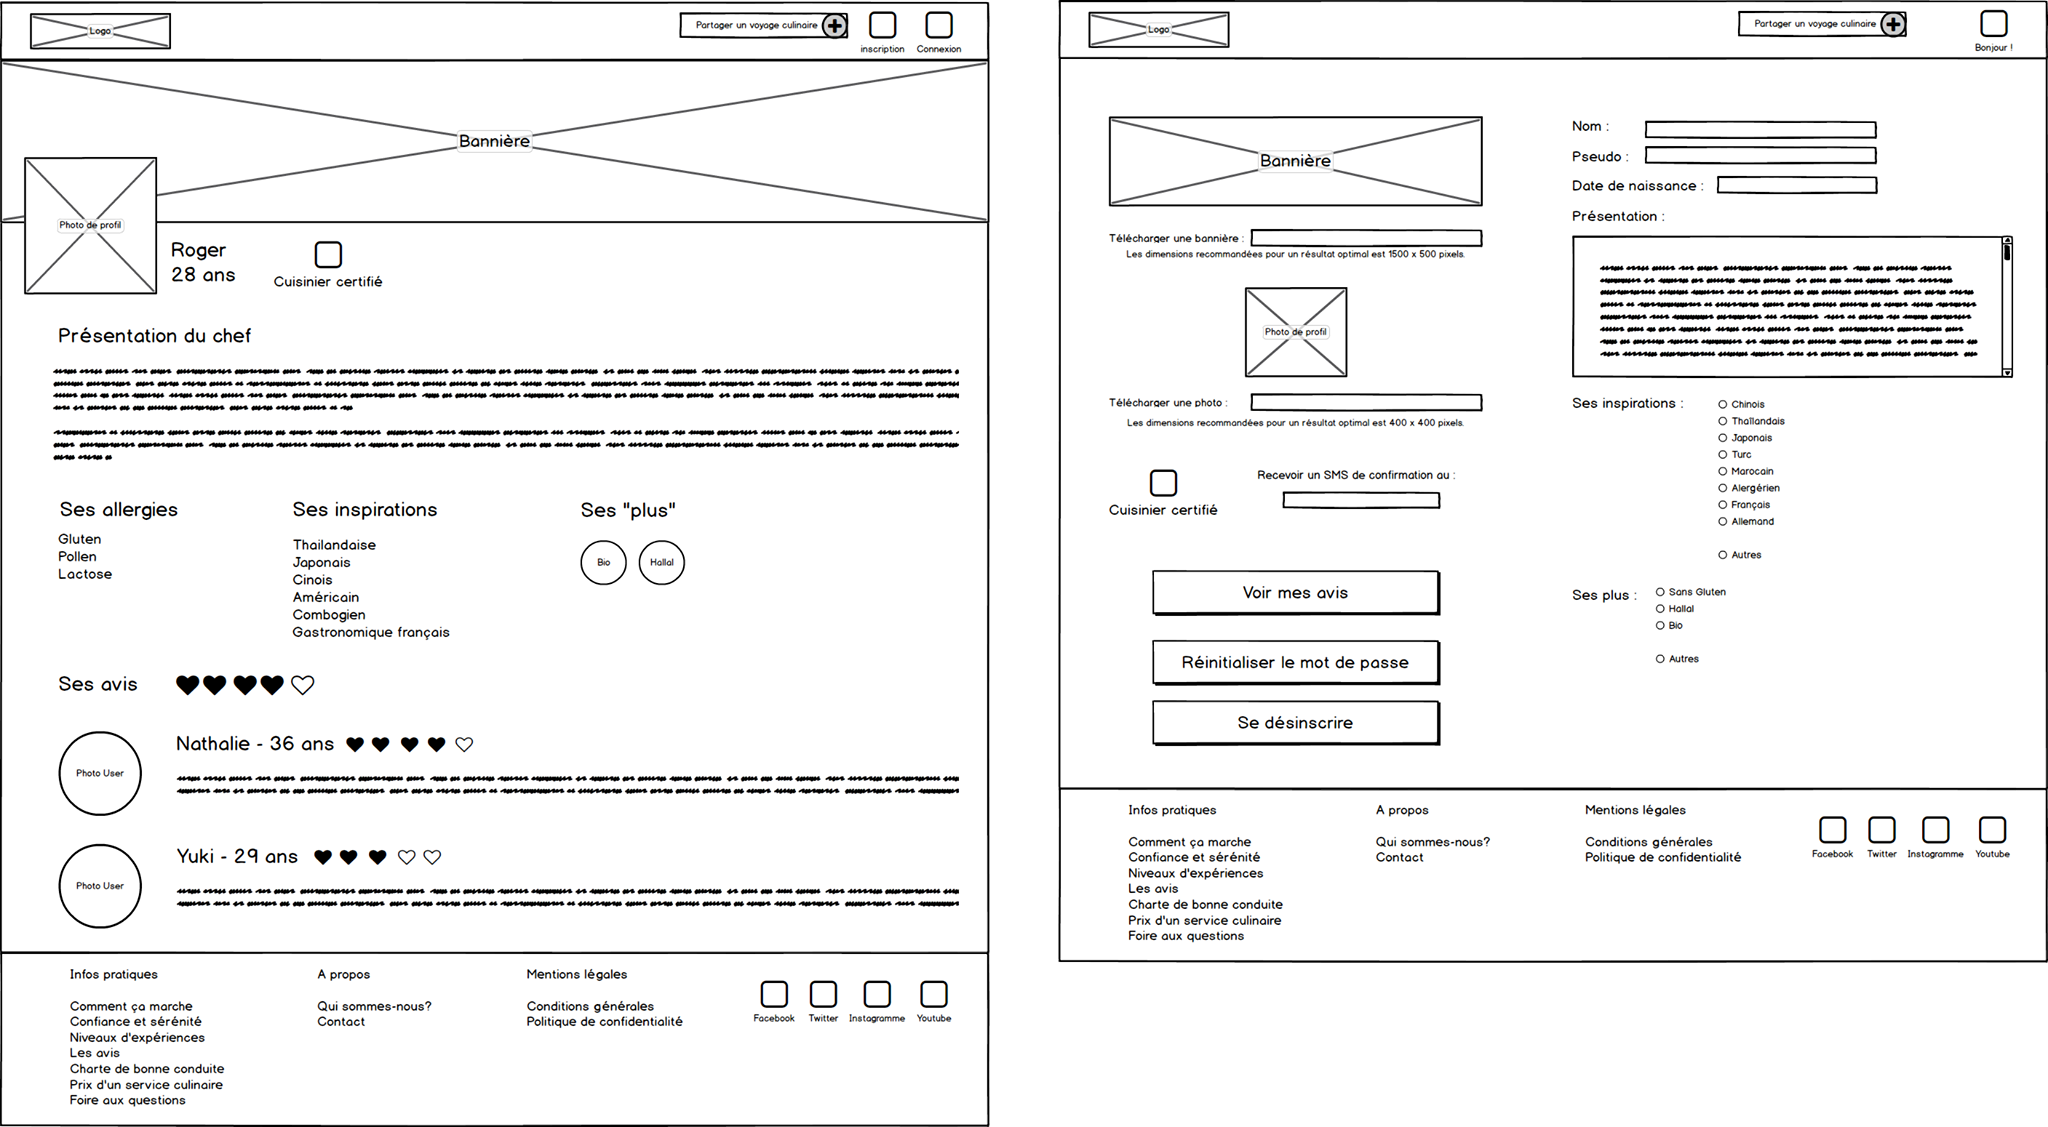 Logo
Partager un voyage culinaire
inscription
Connexion
Bannière
Photo de profil
Roger
28 ans
Cuisinier certifié
Présentation du chef
Ses allergies
Gluten
Pollen
Lactose
Ses inspirations
Thailandaise
Japonais
Cinois
Américain
Combogien
Gastronomique français
Ses "plus"
Bio
Hallal
Ses avis
Photo User
Nathalie - 36 ans
Photo User
Yuki - 29 ans
Infos pratiques
Comment ça marche
Confiance et sérénité
Niveaux d'expériences
Les avis
Charte de bonne conduite
Prix d'un service culinaire
Foire aux questions
A propos
Qui sommes-nous?
Contact
Mentions légales
Conditions générales
Politique de confidentialité
Facebook
Twitter
Instagramme
Youtube
Logo
Partager un voyage culinaire
Bonjour !
Bannière
Télécharger une bannière :
Les dimensions recommandées pour un résultat optimal est 1500 x 500 pixels.
Photo de profil
Télécharger une photo :
Les dimensions recommandées pour un résultat optimal est 400 x 400 pixels.
Cuisinier certifié
Recevoir un SMS de confirmation au :
Voir mes avis
Réinitialiser le mot de passe
Se désinscrire
Nom :
Pseudo :
Date de naissance :
Présentation :
Ses inspirations :
Chinois
Thaïlandais
Japonais
Turc
Marocain
Alergérien
Français
Allemand
Autres
Ses plus :
Sans Gluten
Hallal
Bio
Autres
Infos pratiques
Comment ça marche
Confiance et sérénité
Niveaux d'expériences
Les avis
Charte de bonne conduite
Prix d'un service culinaire
Foire aux questions
A propos
Qui sommes-nous?
Contact
Mentions légales
Conditions générales
Politique de confidentialité
Facebook
Twitter
Instagramme
Youtube